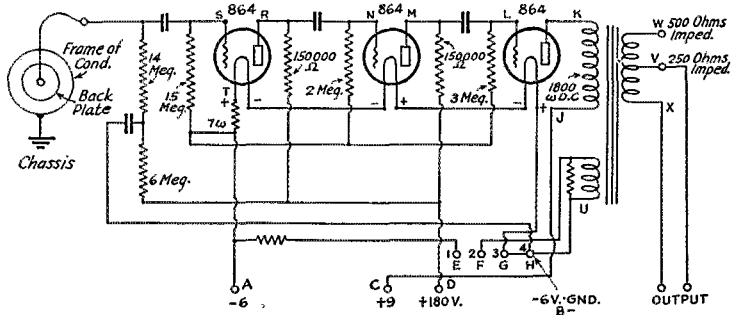 864
864
864
S
R
N
M
L
K
W 500 Ohms
Imped.
V 250 Ohms
Imped.
Frame of
Cond.
Back
Plate
Chassis
14
Meg.
15
Meg.
150000
Ω
2 Meg.
150000
Ω
3 Meg.
1800
ω D.C.
T
7ω
-
-
+
-
+
J
X
6 Meg.
U
1
E
2
F
3
G
4
H
A
-6
C
+9
D
+180 V.
-6V.-GND.
B-
OUTPUT